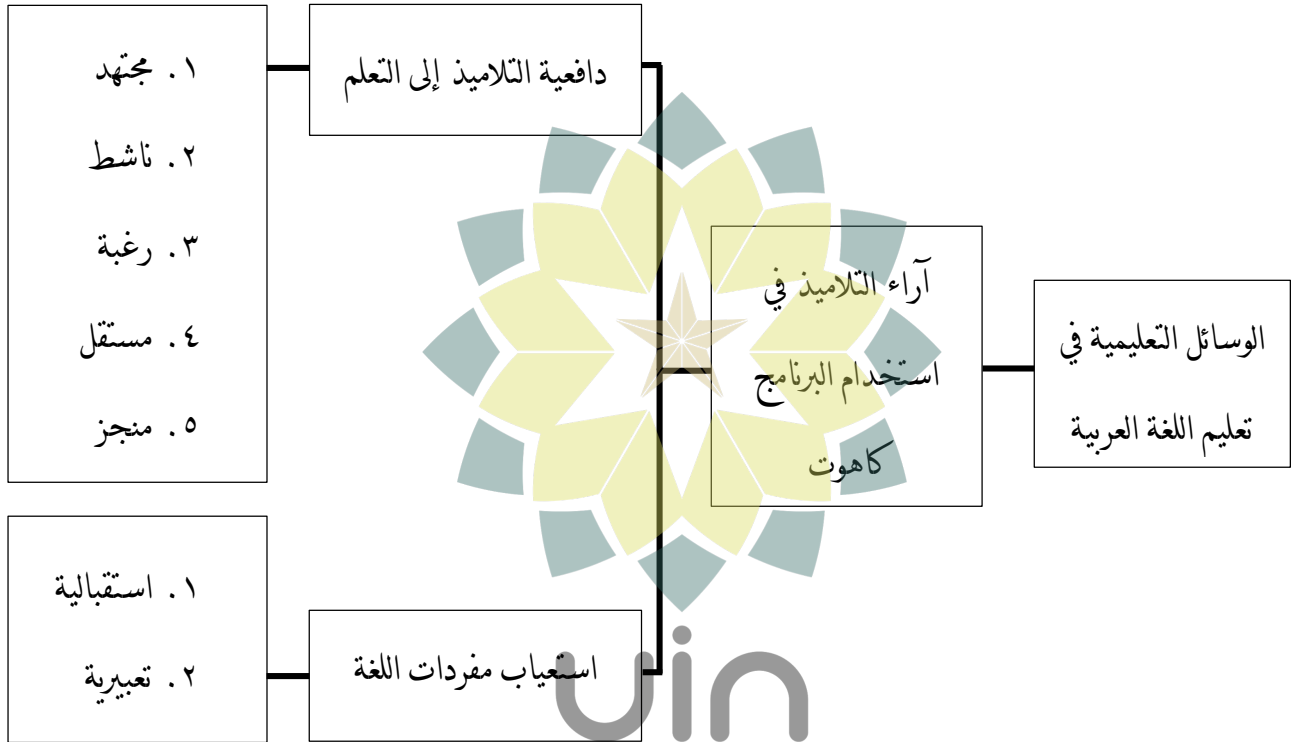 الوسائل التعليمية في
تعليم اللغة العربية
آراء التلاميذ في
استخدام البرنامج
كاهوت
دافعية التلاميذ إلى التعلم
١. مجتهد
٢. ناشط
٣. رغبة
٤. مستقل
٥. منجز
استعياب مفردات اللغة
١. استقبالية
٢. تعبيرية
uin